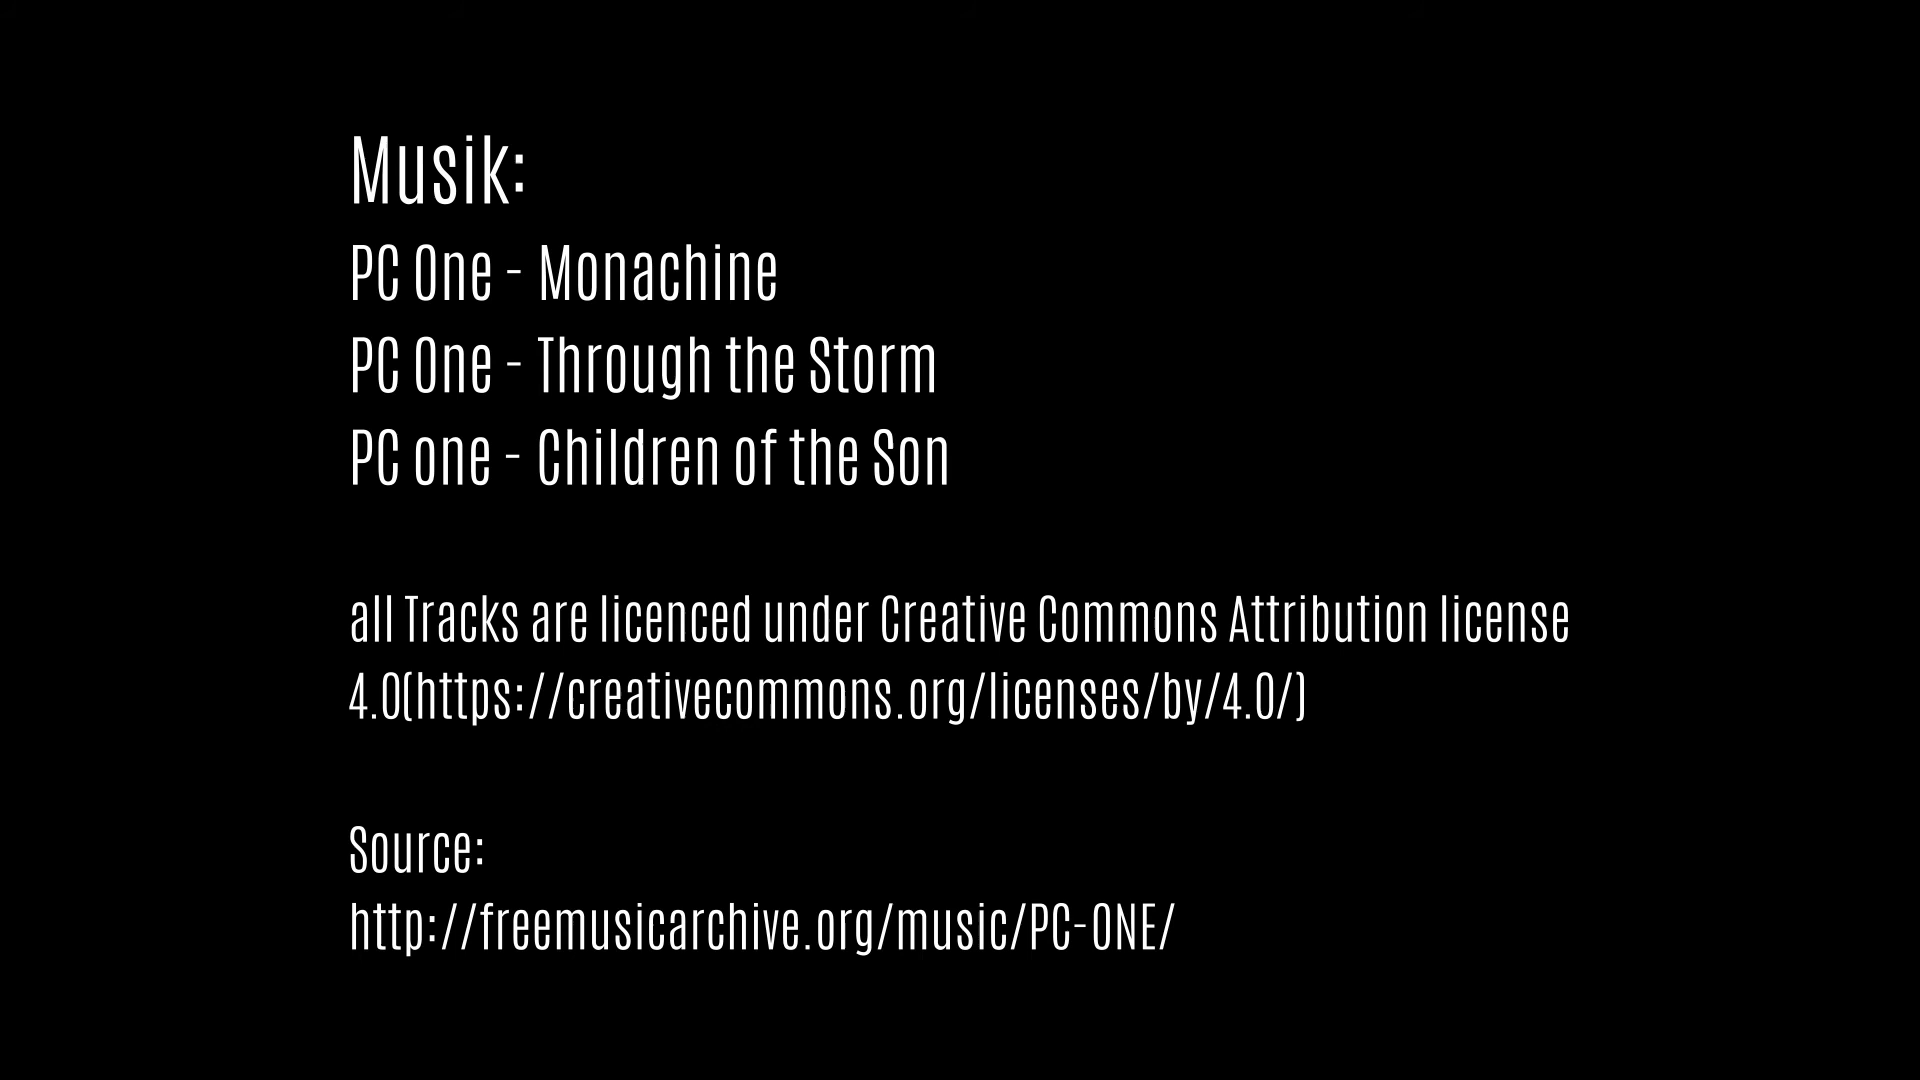 Musik:
PC One - Monachine
PC One - Through the Storm
PC one - Children of the Son
all Tracks are licenced under Creative Commons Attribution license
4.0(https://creativecommons.org/licenses/by/4.0/)
Source:
http://freemusicarchive.org/music/PC-ONE/